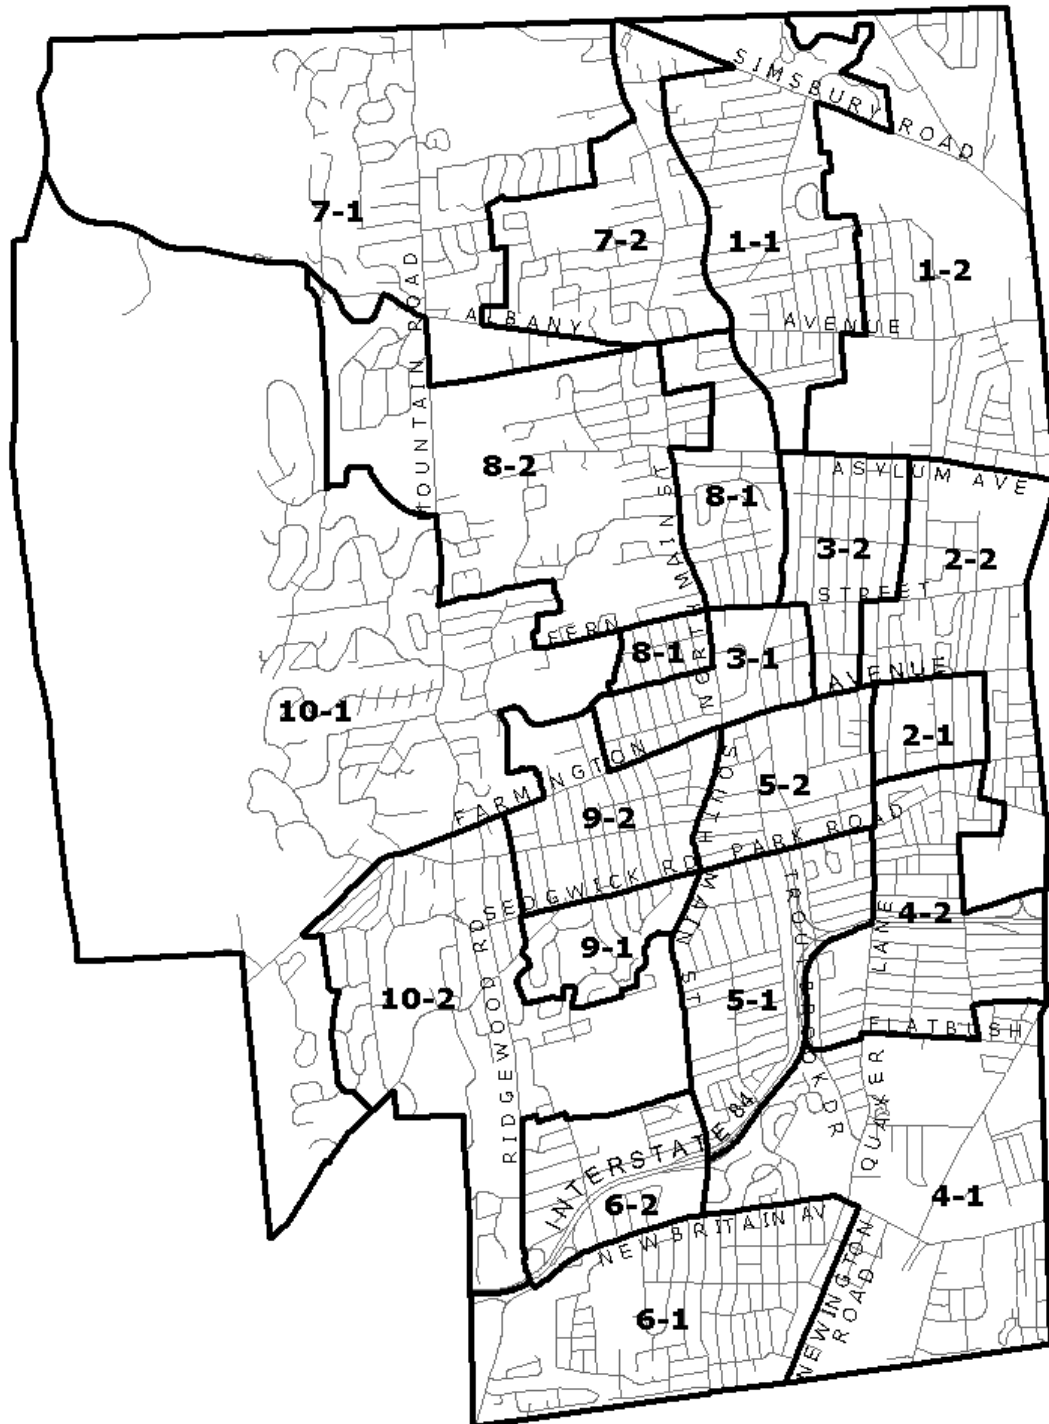 SIMSBURY ROAD
7-1
7-2
1-1
1-2
MOUNTAIN ROAD
ALBANY AVENUE
8-2
8-1
ASYLUM AVE
3-2
2-2
NORTH MAIN ST
FERN STREET
8-1
3-1
10-1
FARMINGTON AVENUE
2-1
5-2
9-2
SOUTH MAIN ST
SEDGWICK RD
PARK ROAD
4-2
9-1
TROUT BROOK DR
QUAKER LANE
10-2
5-1
RIDGEWOOD RD
FLATBUSH
INTERSTATE 84
6-2
4-1
NEW BRITAIN AV
NEWINGTON ROAD
6-1